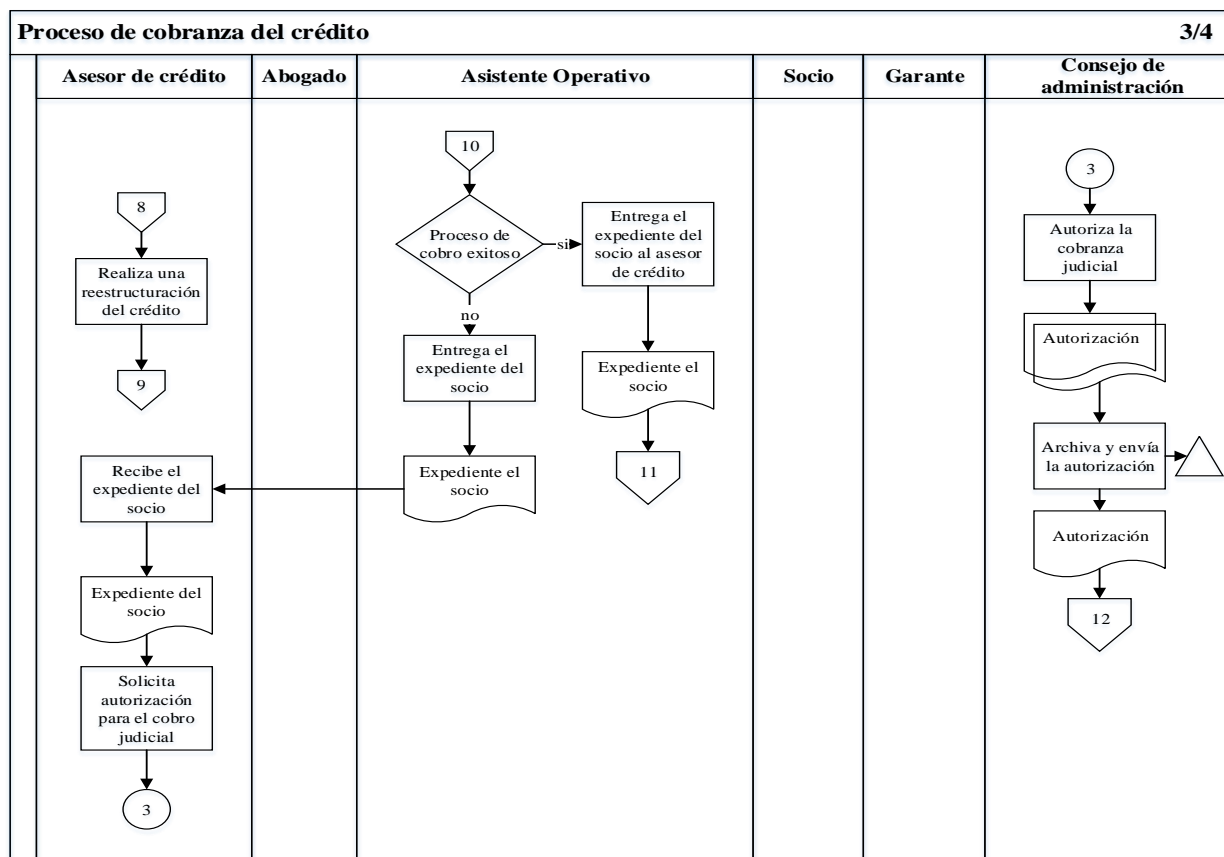 Proceso de cobranza del crédito 3/4
Asesor de crédito
Abogado
Asistente Operativo
Socio
Garante
Consejo de
administración
8
Realiza una
reestructuración
del crédito
9
Recibe el
expediente del
socio
Expediente del
socio
Solicita
autorización
para el cobro
judicial
3
10
Proceso de
cobro exitoso
si
no
Entrega el
expediente del
socio
Expediente el
socio
Entrega el
expediente del
socio al asesor
de crédito
Expediente el
socio
11
3
Autoriza la
cobranza
judicial
Autorización
Archiva y envía
la autorización
Autorización
12